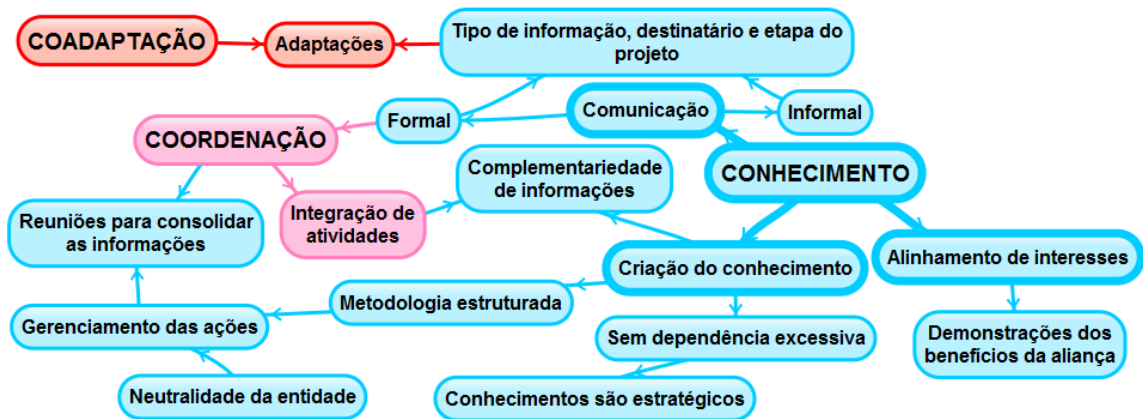 COADAPTAÇÃO
Adaptações
Tipo de informação, destinatário e etapa do
projeto
Comunicação
Informal
Formal
COORDENAÇÃO
Complementariedade
de informações
CONHECIMENTO
Reuniões para consolidar
as informações
Integração de
atividades
Criação do conhecimento
Alinhamento de interesses
Metodologia estruturada
Gerenciamento das ações
Sem dependência excessiva
Demonstrações dos
benefícios da aliança
Neutralidade da entidade
Conhecimentos são estratégicos